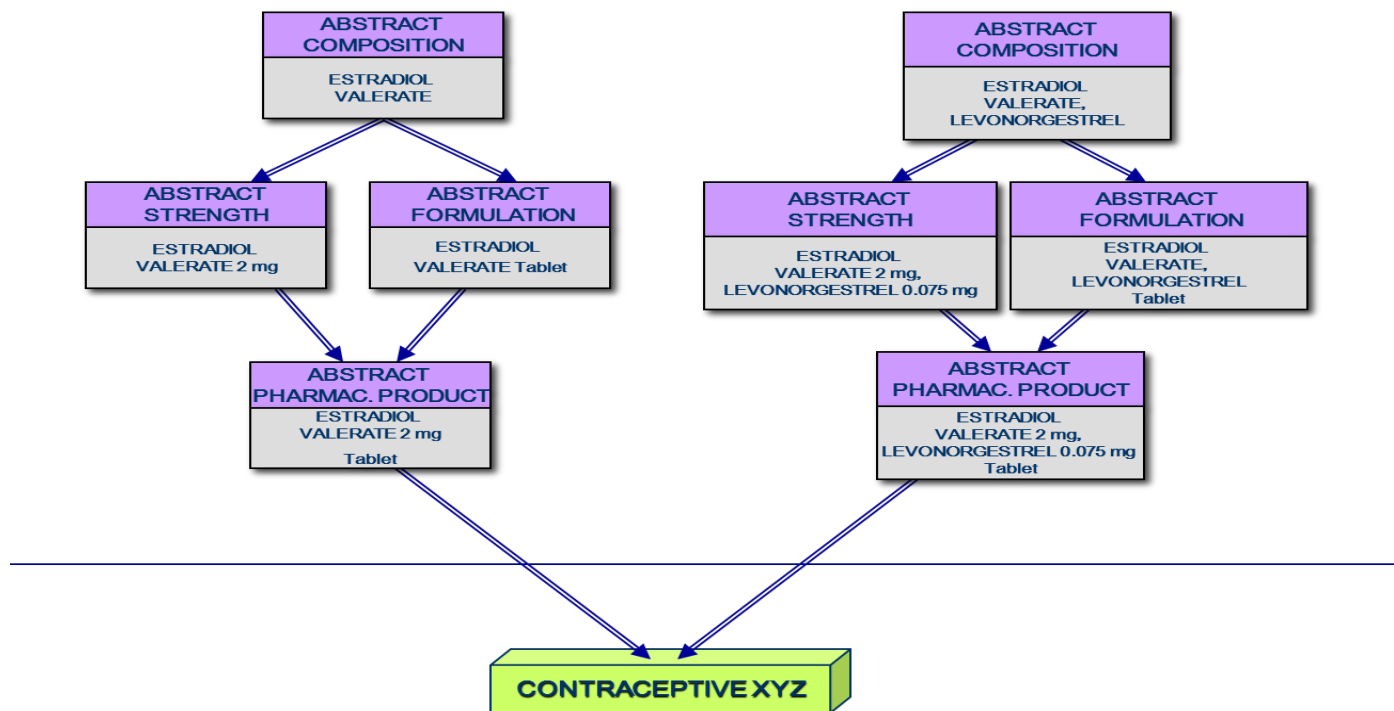 ABSTRACT
COMPOSITION
ESTRADIOL
VALERATE
ABSTRACT
COMPOSITION
ESTRADIOL
VALERATE,
LEVONORGESTREL
ABSTRACT
STRENGTH
ESTRADIOL
VALERATE 2 mg
ABSTRACT
FORMULATION
ESTRADIOL
VALERATE Tablet
ABSTRACT
STRENGTH
ESTRADIOL
VALERATE 2 mg,
LEVONORGESTREL 0.075 mg
ABSTRACT
FORMULATION
ESTRADIOL
VALERATE,
LEVONORGESTREL
Tablet
ABSTRACT
PHARMAC. PRODUCT
ESTRADIOL
VALERATE 2 mg
Tablet
ABSTRACT
PHARMAC. PRODUCT
ESTRADIOL
VALERATE 2 mg,
LEVONORGESTREL 0.075 mg
Tablet
CONTRACEPTIVE XYZ